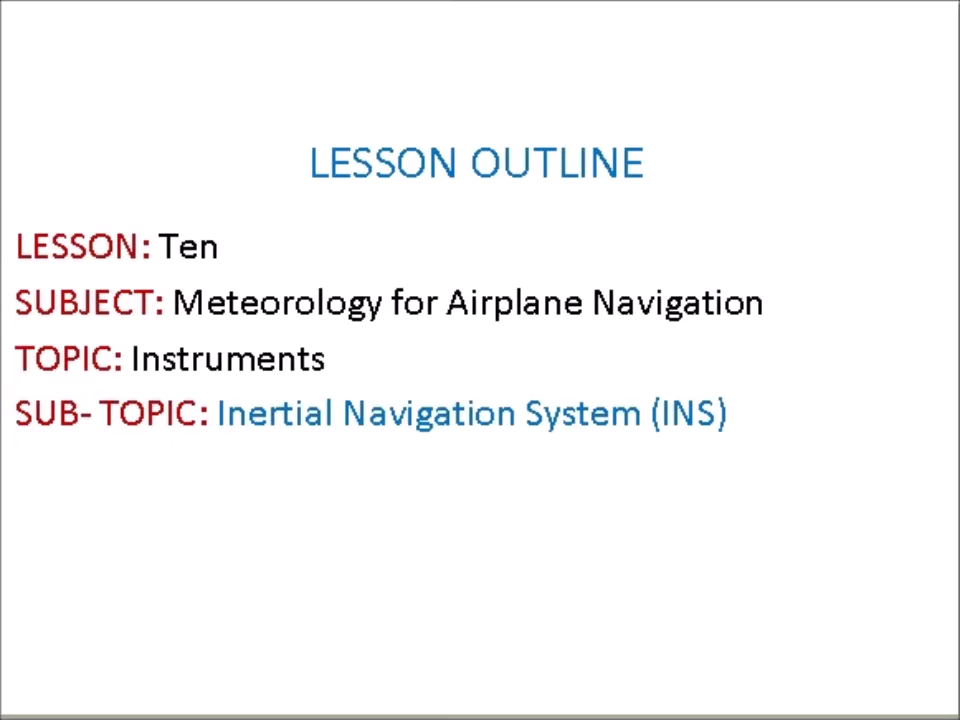 LESSON OUTLINE
LESSON: Ten
SUBJECT: Meteorology for Airplane Navigation
TOPIC: Instruments
SUB- TOPIC: Inertial Navigation System (INS)